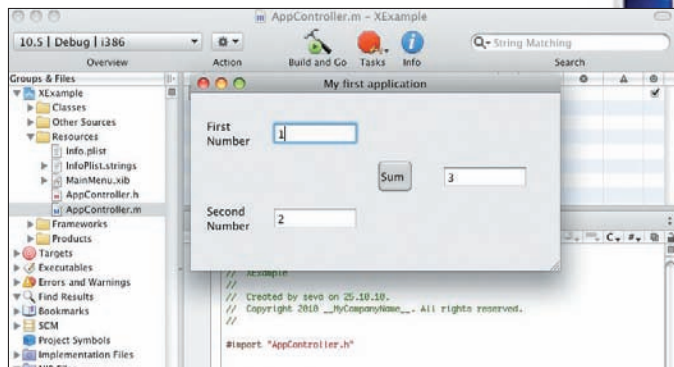 AppController.m – XExample
10.5 | Debug | i386
Overview
Action
Build and Go
Tasks
Info
String Matching
Search
Groups & Files
XExample
Classes
Other Sources
Resources
Info.plist
InfoPlist.strings
MainMenu.xib
AppController.h
AppController.m
Frameworks
Products
Targets
Executables
Errors and Warnings
Find Results
Bookmarks
SCM
Project Symbols
Implementation Files
My first application
First
Number
1
Sum
3
Second
Number
2
C
#
// XExample
//
// Created by sevo on 25.10.10.
// Copyright 2010 __MyCompanyName__. All rights reserved.
//
#import "AppController.h"